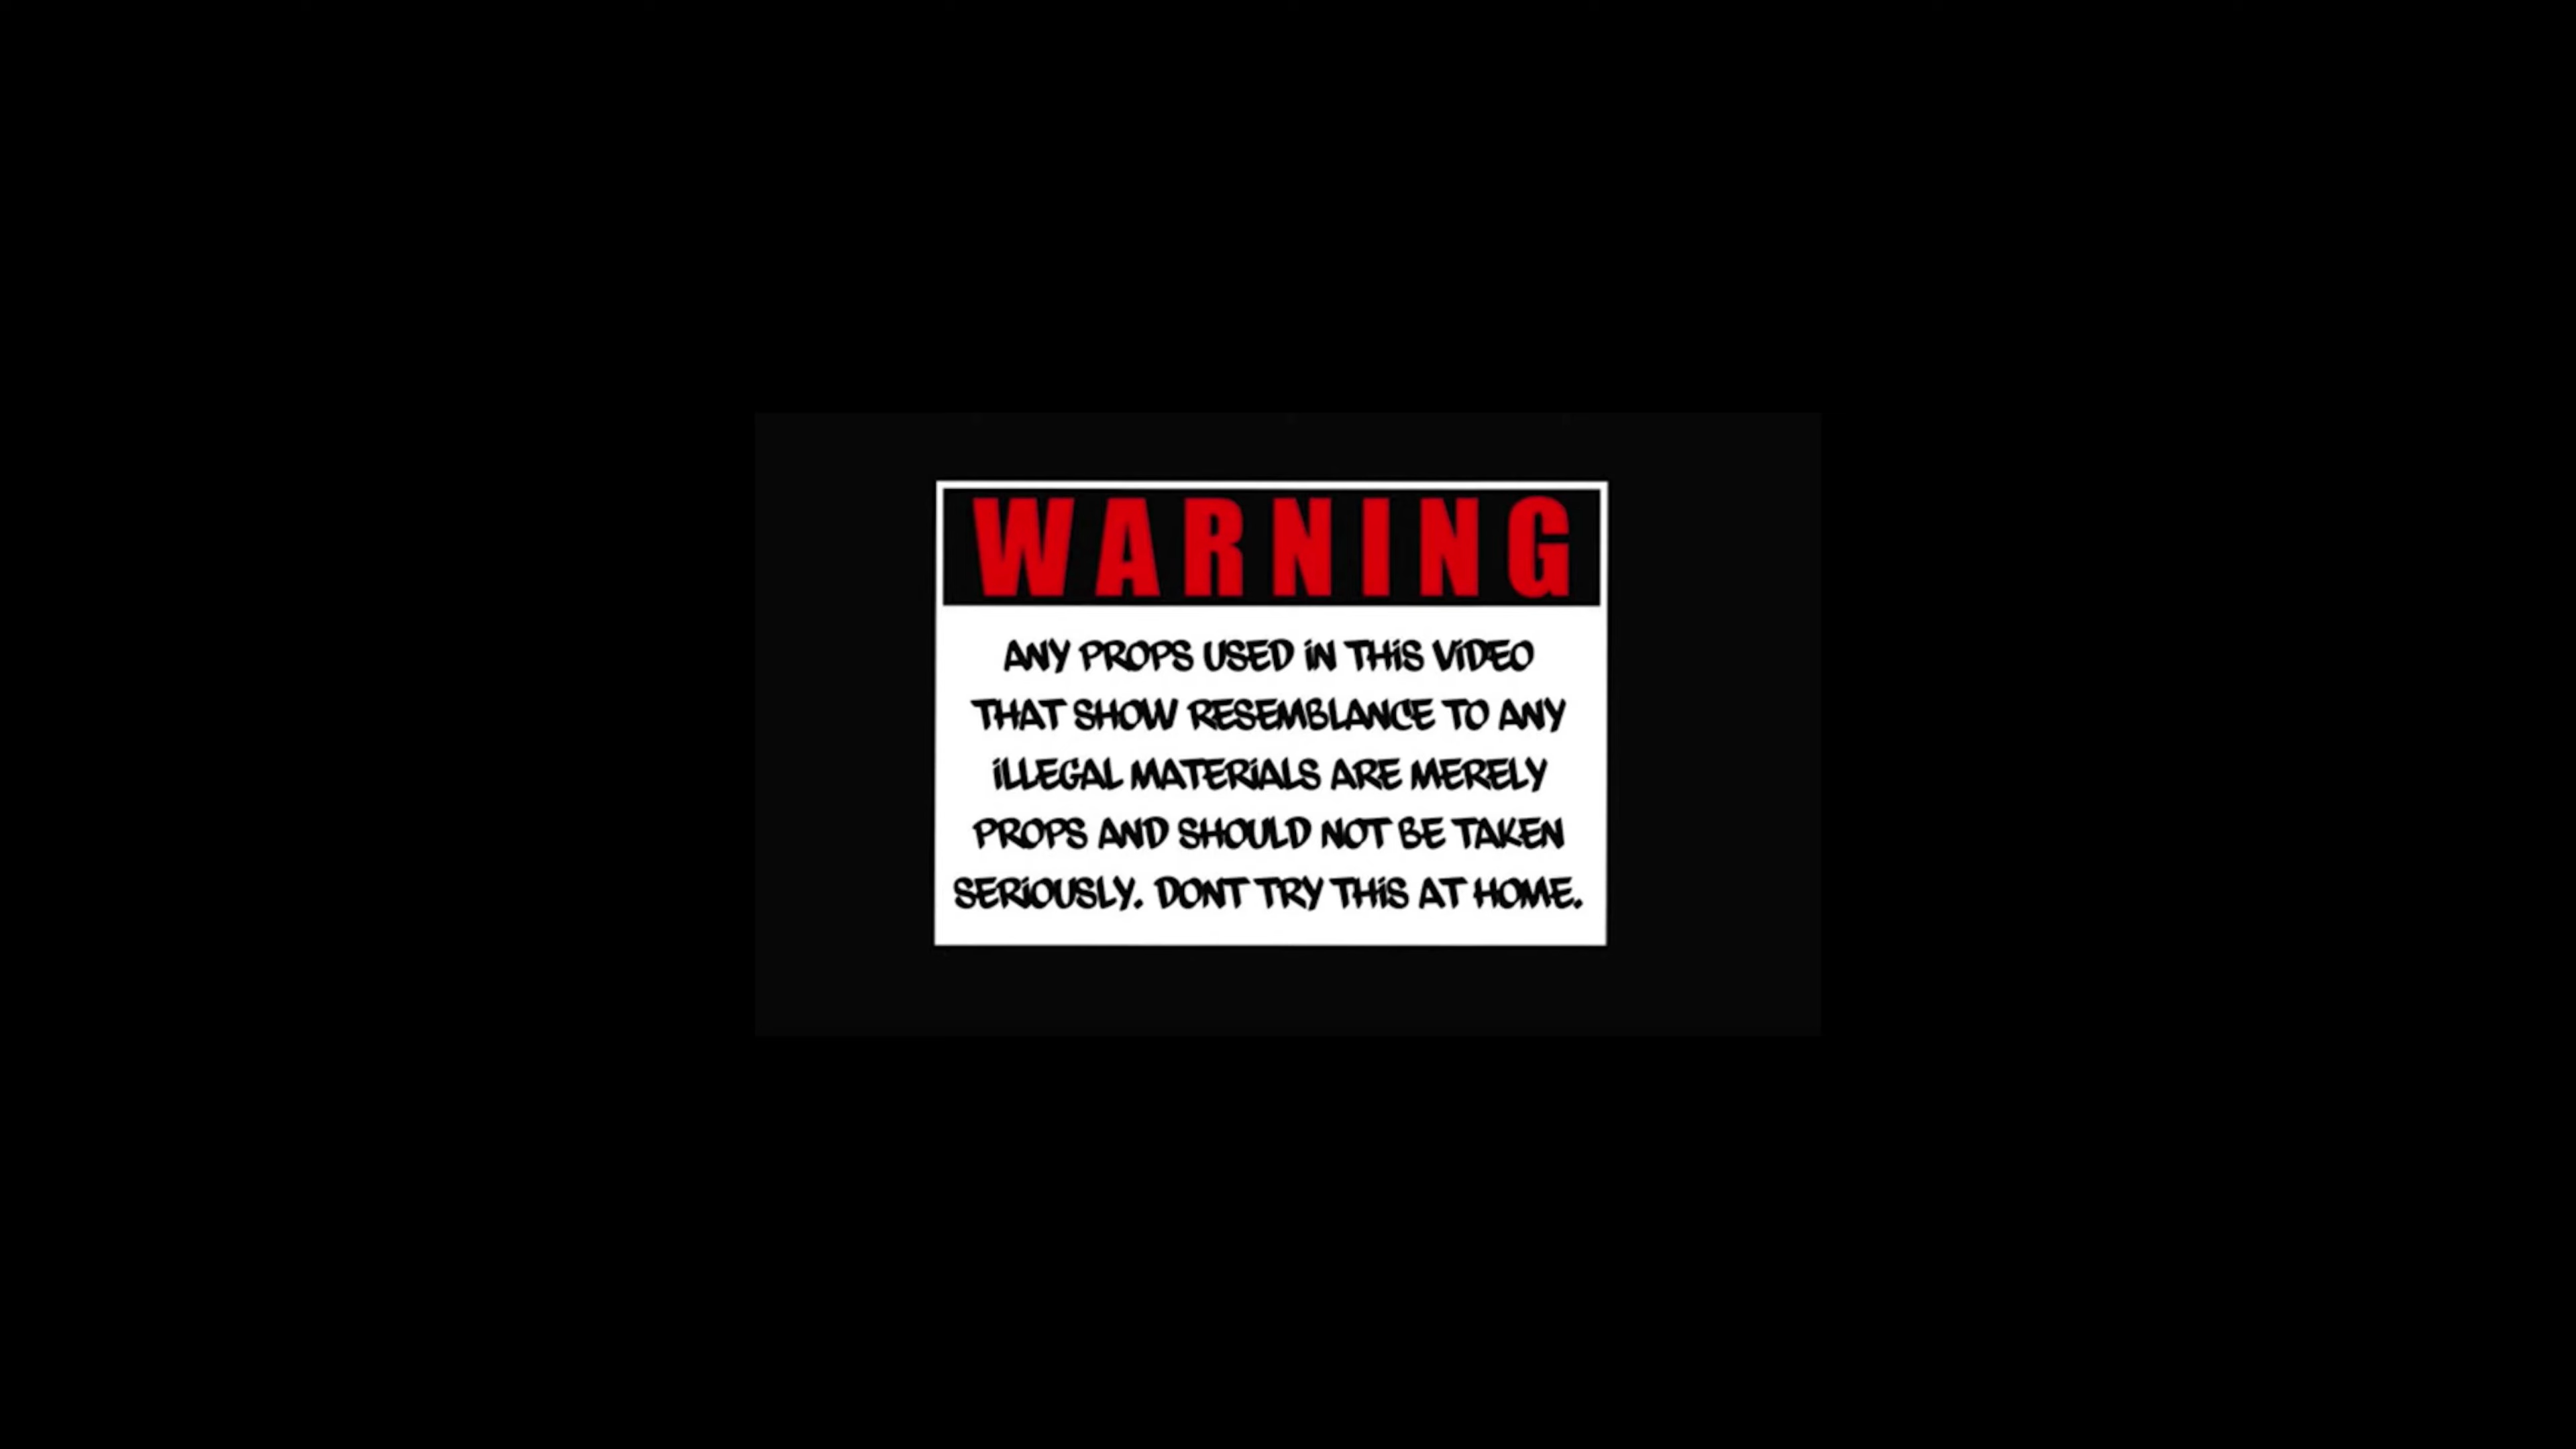 WARNING
ANY PROPS USED iN THiS ViDEO
THAT SHOW RESEMBLANCE TO ANY
iLLEGAL MATERiALS ARE MERELY
PROPS AND SHOULD NOT BE TAKEN
SERiOUSLY. DONT TRY THiS AT HOME.